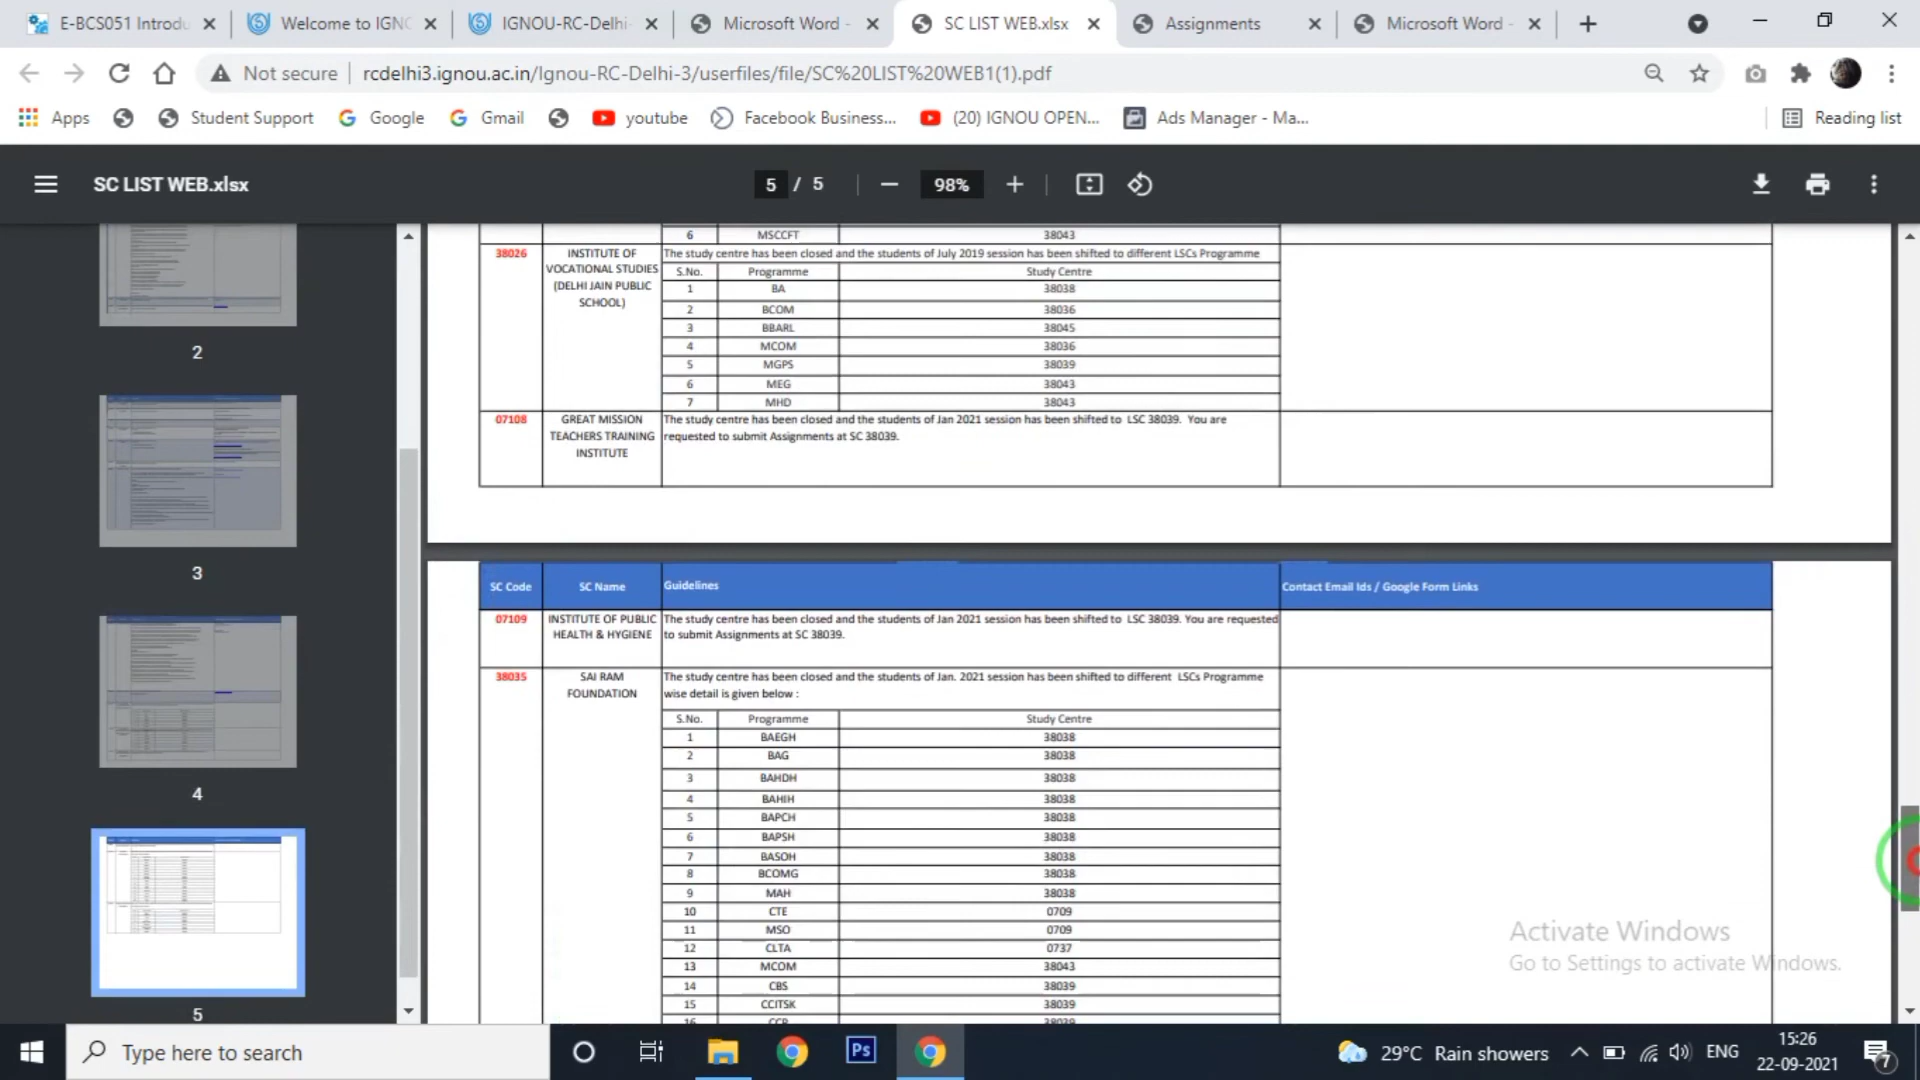 E-BCS051 Introdu
Welcome to IGNO
IGNOU-RC-Delhi-
Microsoft Word -
SC LIST WEB.xlsx
Assignments
Microsoft Word -
Not secure
rcdelhi3.ignou.ac.in/Ignou-RC-Delhi-3/userfiles/file/SC%20LIST%20WEB1(1).pdf
Apps
Student Support
Google
Gmail
youtube
Facebook Business...
(20) IGNOU OPEN...
Ads Manager - Ma...
Reading list
SC LIST WEB.xlsx
5 / 5
98%
2
3
4
5
6 MSCCFT 38043
38026 INSTITUTE OF The study centre has been closed and the students of July 2019 session has been shifted to different LSCs Programme
VOCATIONAL STUDIES S.No. Programme Study Centre
(DELHI JAIN PUBLIC 1 BA 38038
SCHOOL) 2 BCOM 38036
3 BBARL 38045
4 MCOM 38036
5 MGPS 38039
6 MEG 38043
7 MHD 38043
07108 GREAT MISSION The study centre has been closed and the students of Jan 2021 session has been shifted to LSC 38039. You are
TEACHERS TRAINING requested to submit Assignments at SC 38039.
INSTITUTE
SC Code SC Name Guidelines Contact Email Ids / Google Form Links
07109 INSTITUTE OF PUBLIC The study centre has been closed and the students of Jan 2021 session has been shifted to LSC 38039. You are requested
HEALTH & HYGIENE to submit Assignments at SC 38039.
38035 SAI RAM The study centre has been closed and the students of Jan. 2021 session has been shifted to different LSCs Programme
FOUNDATION wise detail is given below :
S.No. Programme Study Centre
1 BAEGH 38038
2 BAG 38038
3 BAHDH 38038
4 BAHIH 38038
5 BAPCH 38038
6 BAPSH 38038
7 BASOH 38038
8 BCOMG 38038
9 MAH 38038
10 CTE 0709
11 MSO 0709
12 CLTA 0737
13 MCOM 38043
14 CBS 38039
15 CCITSK 38039
16 CCP 38039
Activate Windows
Go to Settings to activate Windows.
Type here to search
Ps
29°C Rain showers
ENG
15:26
22-09-2021
7